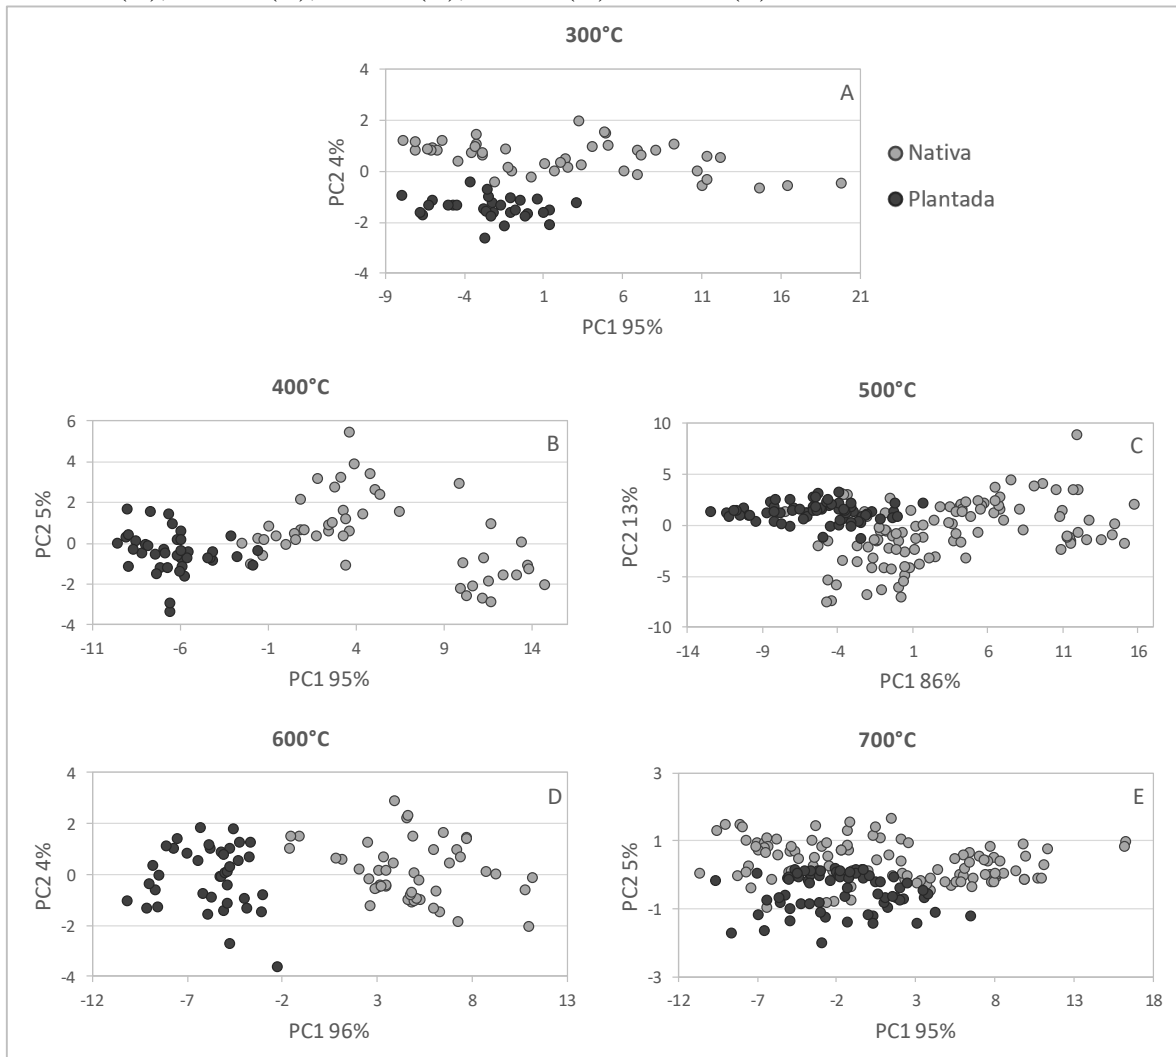 300°C
4
A
2
0
-2
-4
PC2 4%
-9
-4
1
6
11
16
21
PC1 95%
Nativa
Plantada
400°C
6
B
4
2
0
-2
-4
PC2 5%
-11
-6
-1
4
9
14
PC1 95%
500°C
10
C
5
0
-5
-10
PC2 13%
-14
-9
-4
1
6
11
16
PC1 86%
600°C
4
D
2
0
-2
-4
PC2 4%
-12
-7
-2
3
8
13
PC1 96%
700°C
3
E
1
-1
-3
PC2 5%
-12
-7
-2
3
8
13
18
PC1 95%